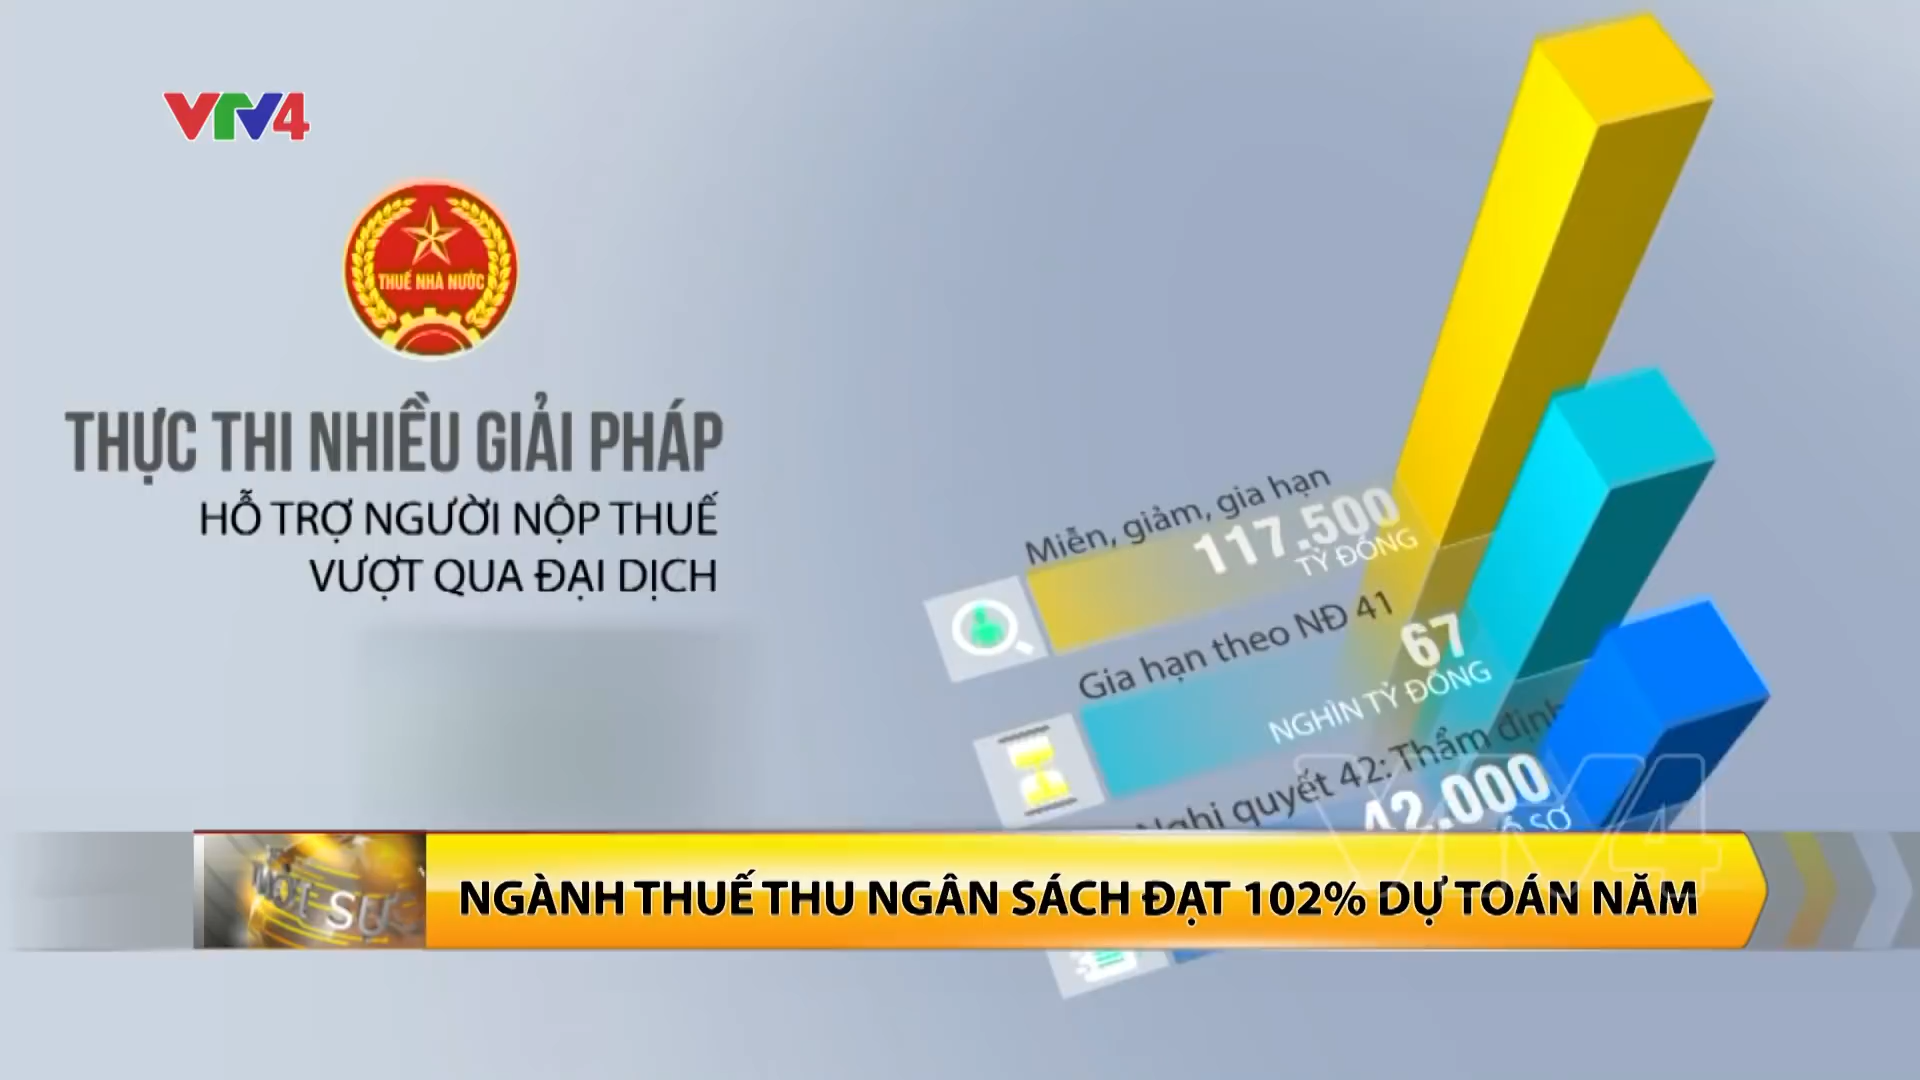 VTV4
THUẾ NHÀ NƯỚC
THỰC THI NHIỀU GIẢI PHÁP
HỖ TRỢ NGƯỜI NỘP THUẾ
VƯỢT QUA ĐẠI DỊCH
Miễn, giảm, gia hạn
117.500
TỶ ĐỒNG
Gia hạn theo NĐ 41
67
NGHÌN TỶ ĐỒNG
Nghị quyết 42: Thẩm định
42.000
SƠ
VTV4
NGÀNH THUẾ THU NGÂN SÁCH ĐẠT 102% DỰ TOÁN NĂM